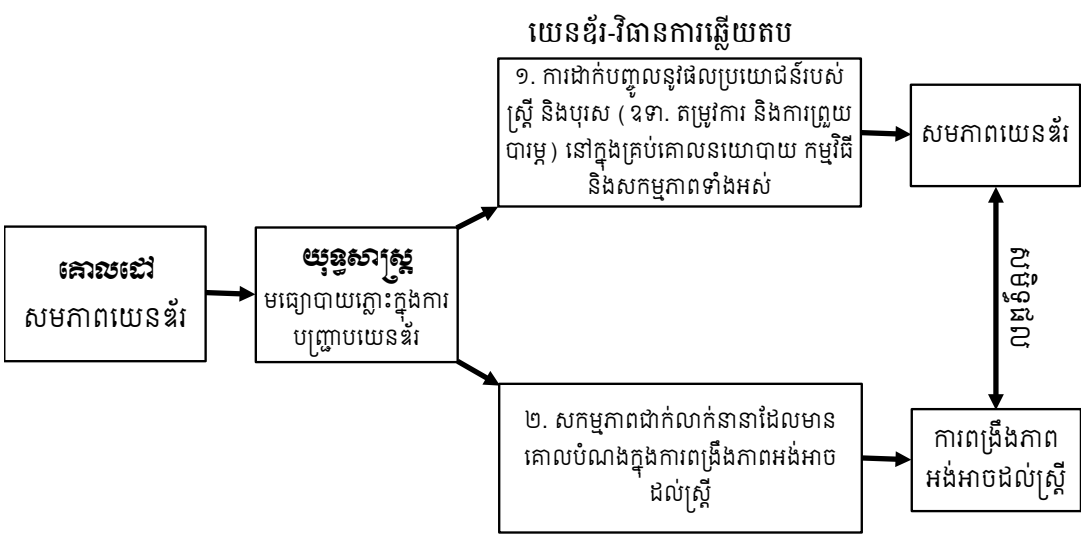 យេនឌ័រ-វិធានការឆ្លើយតប
១. ការដាក់បញ្ចូលនូវផលប្រយោជន៍របស់
ស្ត្រី និងបុរស (ឧទា. តម្រូវការ និងការព្រួយ
បារម្ភ) នៅក្នុងគ្រប់គោលនយោបាយ កម្មវិធី
និងសកម្មភាពទាំងអស់
សមភាពយេនឌ័រ
គោលដៅ
សមភាពយេនឌ័រ
យុទ្ធសាស្ត្រ
មធ្យោបាយភ្លោះក្នុងការ
បញ្ជ្រាបយេនឌ័រ
២. សកម្មភាពជាក់លាក់នានាដែលមាន
គោលបំណងក្នុងការពង្រឹងភាពអង់អាច
ដល់ស្ត្រី
ការពង្រឹងភាព
អង់អាចដល់ស្ត្រី